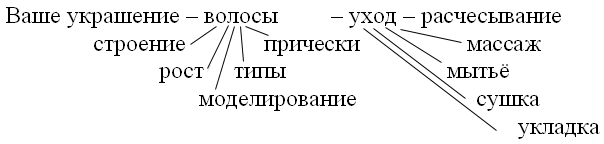 Ваше украшение – волосы – уход – расчесывание
строение прически массаж
рост типы мытьё
моделирование сушка
укладка